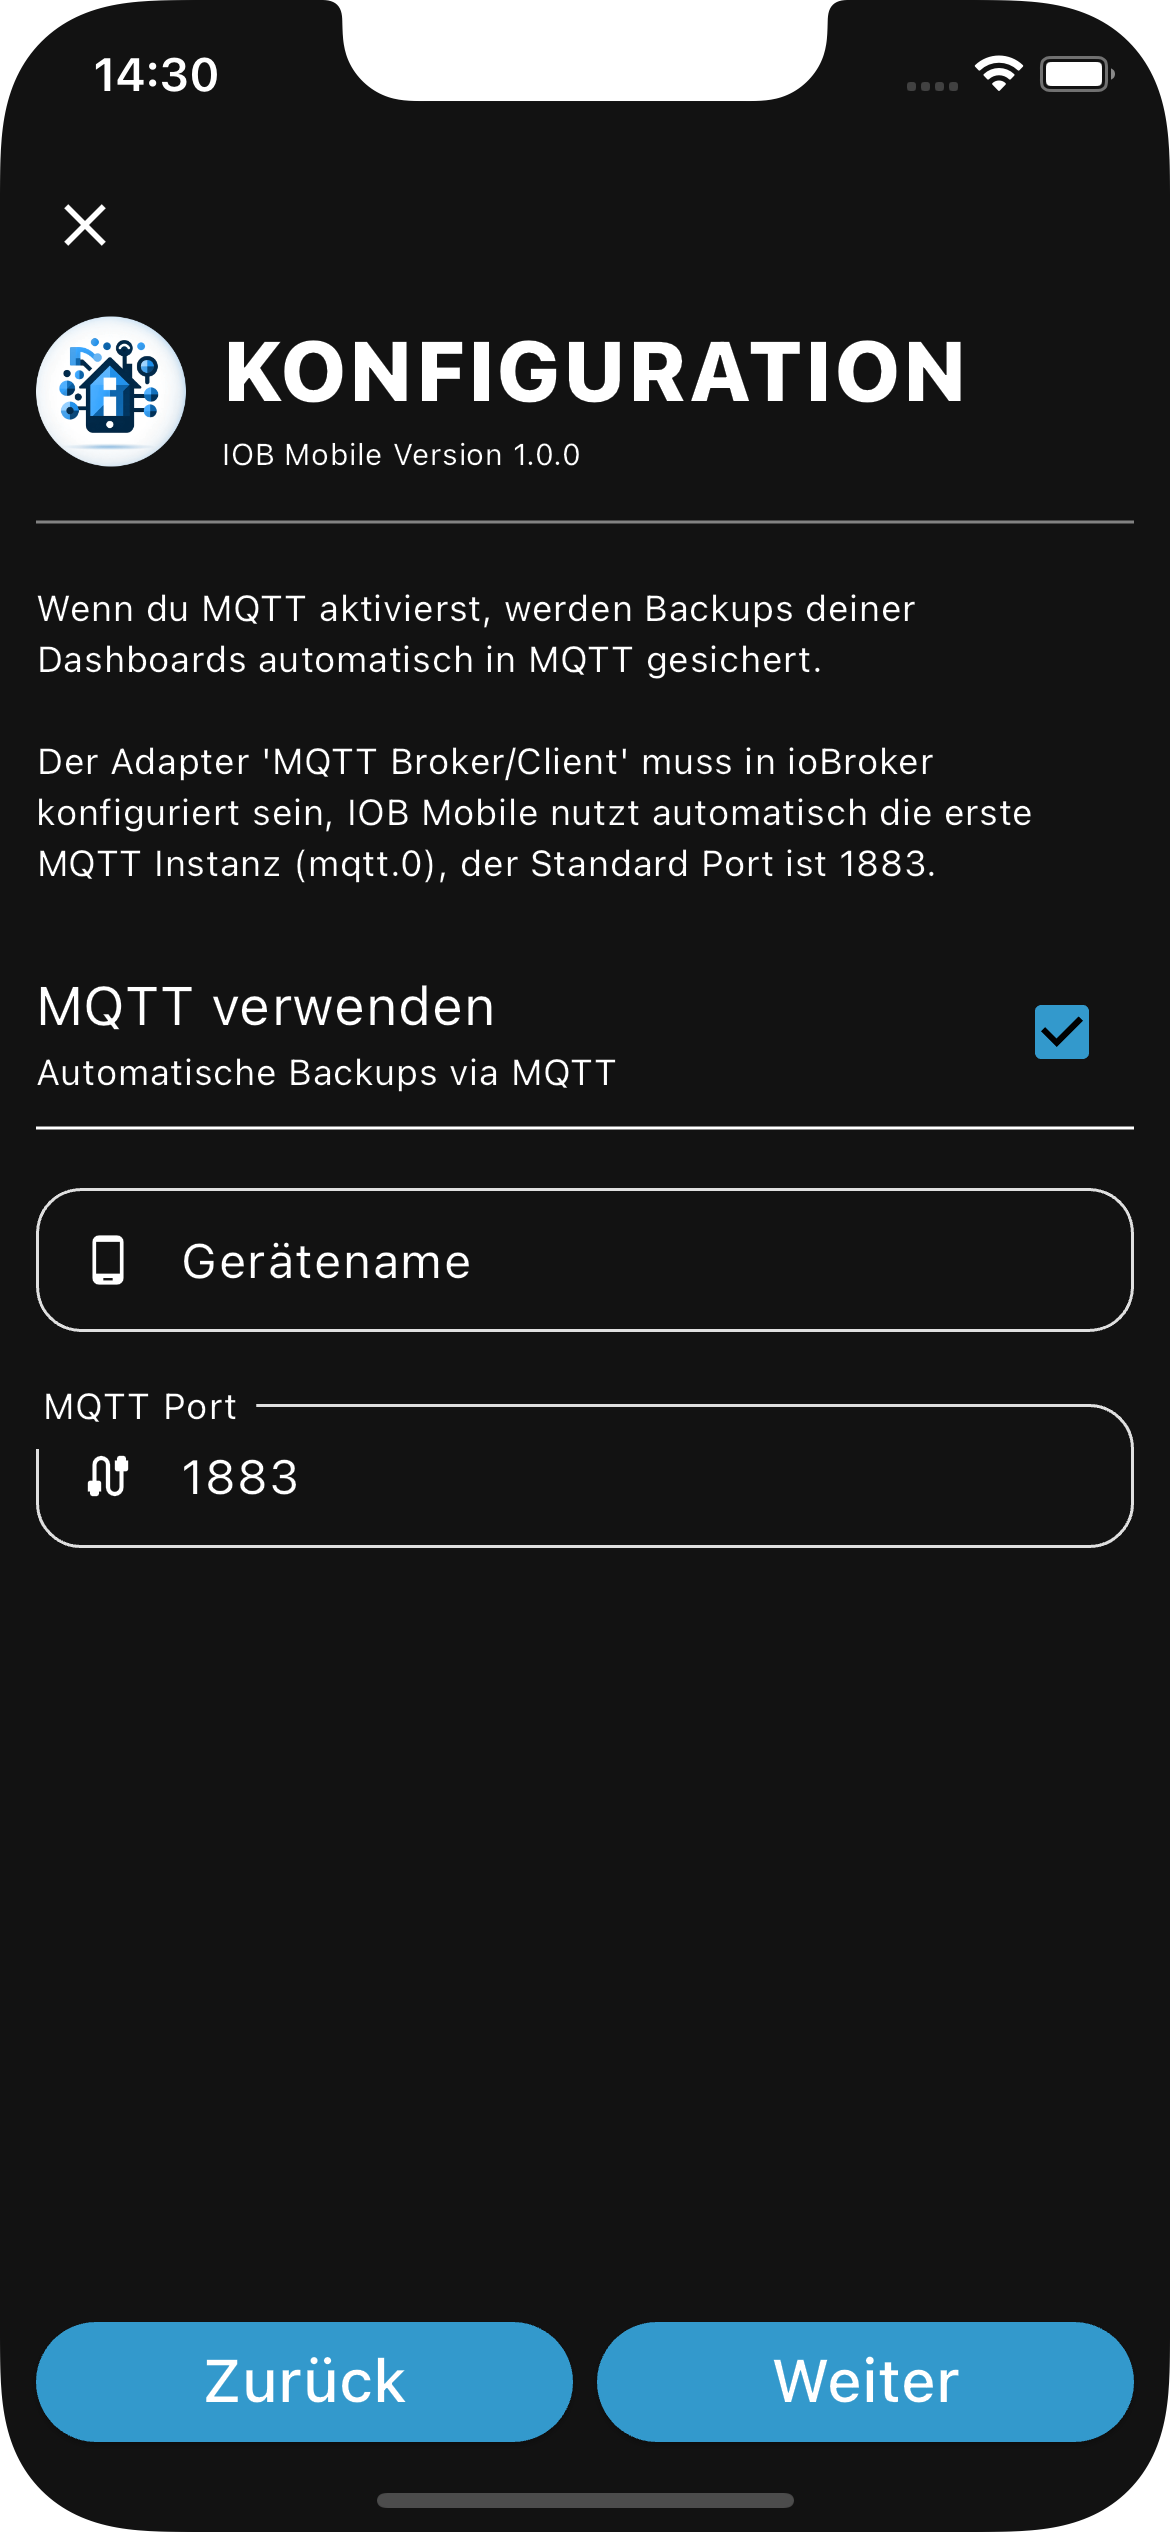 14:30
KONFIGURATION
IOB Mobile Version 1.0.0
Wenn du MQTT aktivierst, werden Backups deiner
Dashboards automatisch in MQTT gesichert.
Der Adapter 'MQTT Broker/Client' muss in ioBroker
konfiguriert sein, IOB Mobile nutzt automatisch die erste
MQTT Instanz (mqtt.0), der Standard Port ist 1883.
MQTT verwenden
Automatische Backups via MQTT
Gerätename
MQTT Port
1883
Zurück
Weiter